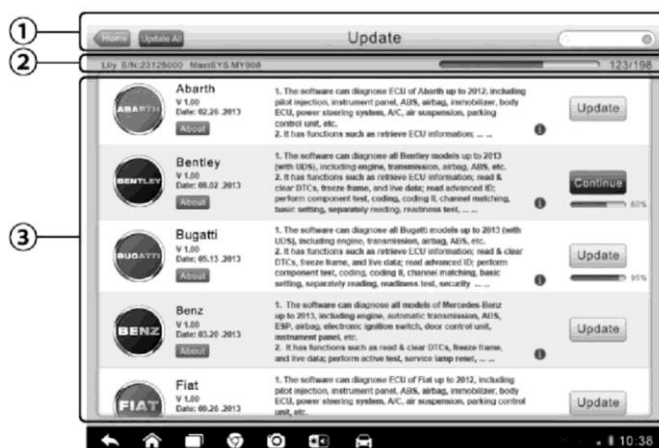 1
Home Update All Update
2
Lily S/N:23125000 MaxiSYS MY908 123/198
3
ABARTH
Abarth
V 1.00
Date: 02.26 .2013
About
1. The software can diagnose ECU of Abarth up to 2012, including
pilot injection, instrument panel, ABS, airbag, immobilizer, body
ECU, power steering system, A/C, air suspension, parking
control unit, etc.
2. It has functions such as retrieve ECU information; ... ...
Update
BENTLEY
Bentley
V 1.00
Date: 08.02 .2013
About
1. The software can diagnose all Bentley models up to 2013
(with UDS), including engine, transmission, airbag, ABS, etc.
2. It has functions such as retrieve ECU information; read &
clear DTCs, freeze frame, and live data; read advanced ID;
perform component test, coding, coding II, channel matching,
basic setting, separately reading, readiness test, ... ...
Continue
60%
BUGATTI
Bugatti
V 1.00
Date: 05.15 .2013
About
1. The software can diagnose all Bugatti models up to 2013 (with
UDS), including engine, transmission, airbag, ABS, etc.
2. It has functions such as retrieve ECU information; read & clear
DTCs, freeze frame, and live data; read advanced ID; perform
component test, coding, coding II, channel matching, basic
setting, separately reading, readiness test, security ... ...
Update
95%
BENZ
Benz
V 1.00
Date: 03.20 .2013
About
1. The software can diagnose all models of Mercedes-Benz
up to 2013, including engine, automatic transmission, ABS,
ESP, airbag, electronic ignition switch, door control unit,
instrument panel, etc.
2. It has functions such as read & clear DTCs, freeze frame,
and live data; perform active test, service lamp reset, ... ...
Update
FIAT
Fiat
V 1.00
Date: 09.26 .2013
1. The software can diagnose ECU of Fiat up to 2012, including
pilot injection, instrument panel, ABS, airbag, immobilizer, body
ECU, power steering system, A/C, air suspension, parking control
unit, etc.
Update
10:38